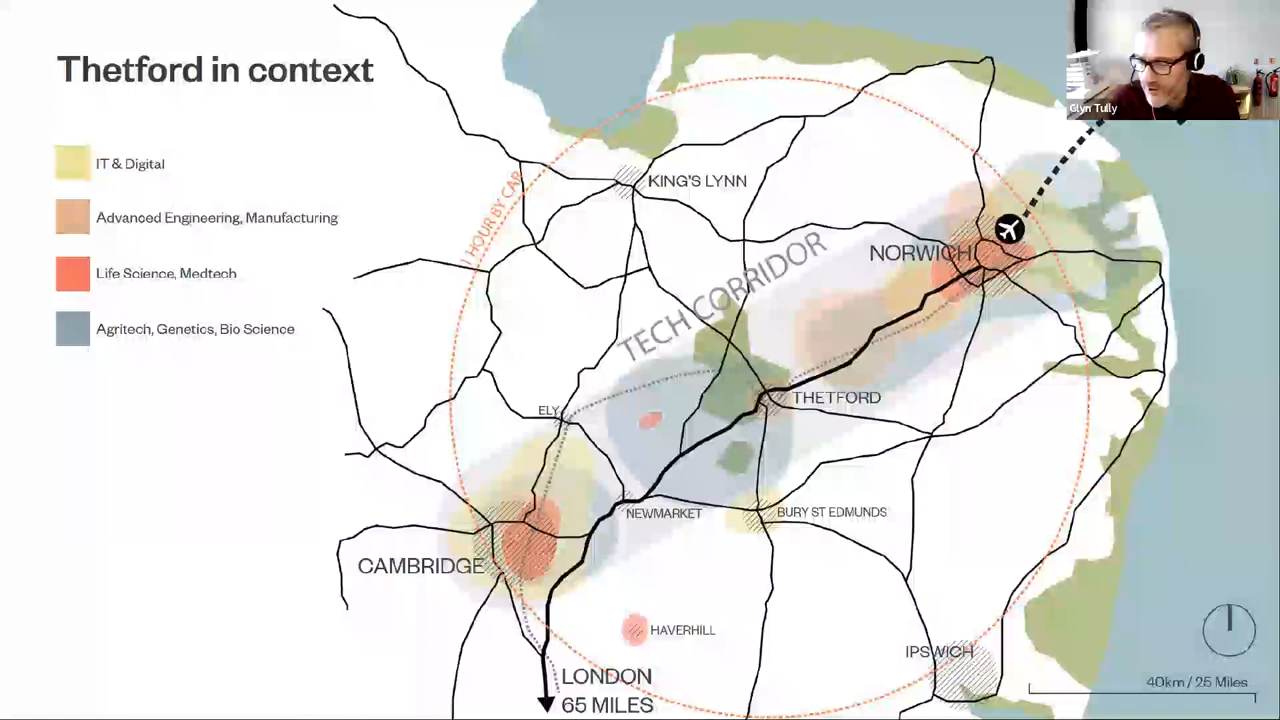 Thetford in context
Glyn Tully
IT & Digital
Advanced Engineering, Manufacturing
Life Science, Medtech
Agritech, Genetics, Bio Science
1 HOUR BY CAR
KING'S LYNN
NORWICH
TECH CORRIDOR
THETFORD
ELY
NEWMARKET
BURY ST EDMUNDS
CAMBRIDGE
HAVERHILL
IPSWICH
LONDON
65 MILES
40km / 25 Miles